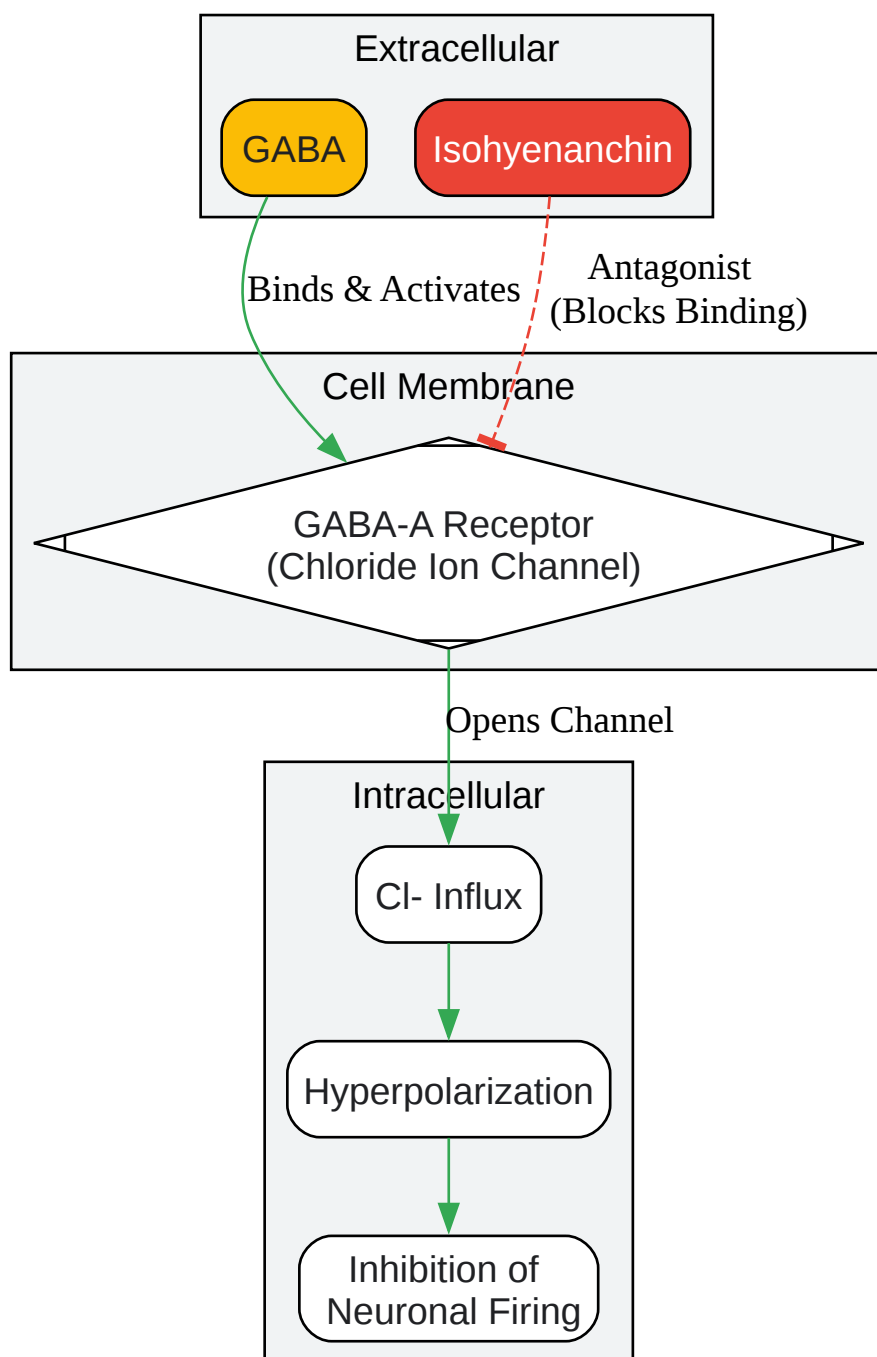 Extracellular
GABA
Isohyenanchin
Binds & Activates
Antagonist
(Blocks Binding)
Cell Membrane
GABA-A Receptor
(Chloride Ion Channel)
Opens Channel
Intracellular
Cl- Influx
Hyperpolarization
Inhibition of
Neuronal Firing